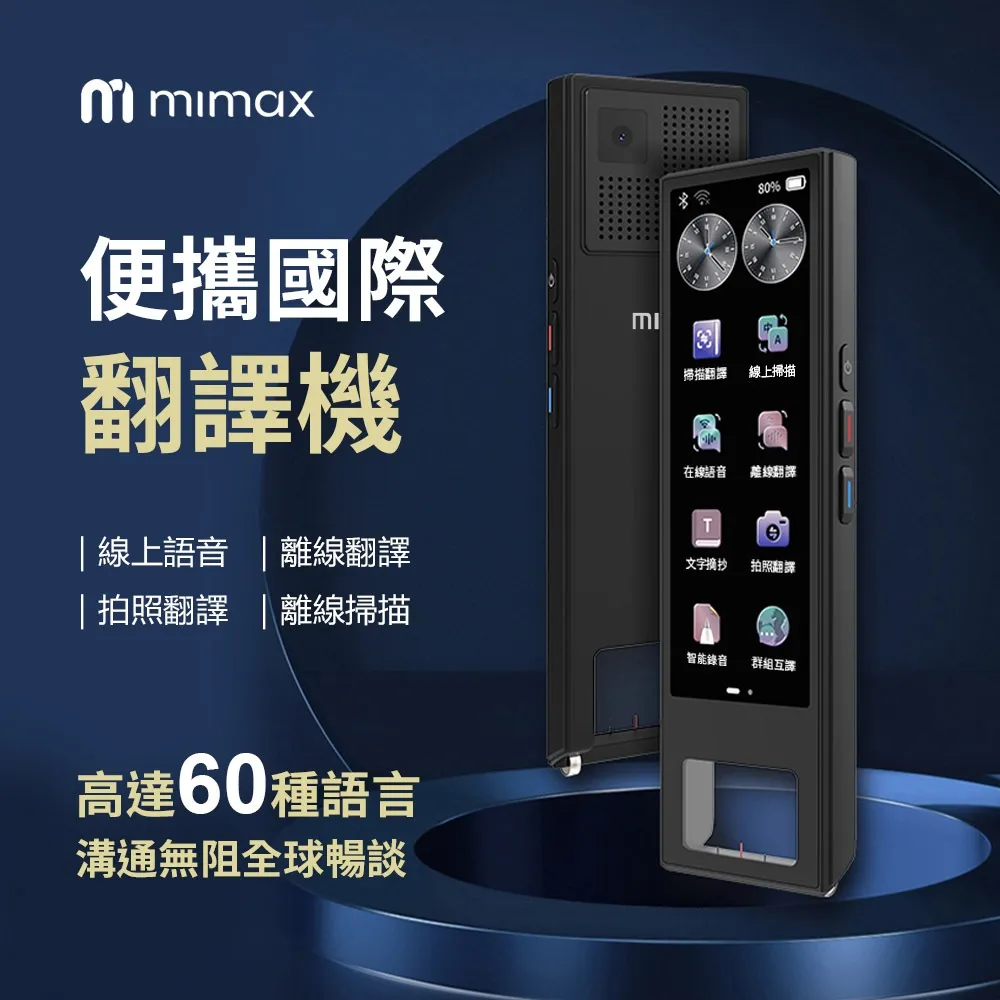 mimax
便攜國際
翻譯機
| 線上語音 | 離線翻譯
| 拍照翻譯 | 離線掃描
高達60種語言
溝通無阻全球暢談
MI
80%
掃描翻譯 線上掃描
在線語音 離線翻譯
T
文字摘抄 拍照翻譯
智能錄音 群組互譯